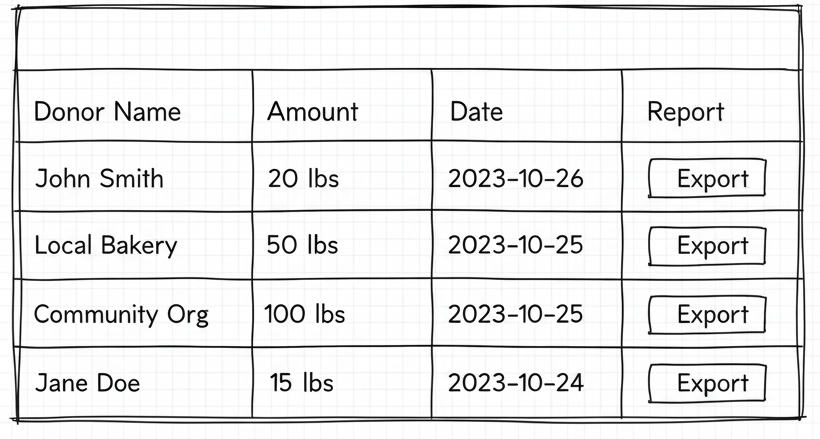 Donor Name Amount Date Report
John Smith 20 lbs 2023-10-26 Export
Local Bakery 50 lbs 2023-10-25 Export
Community Org 100 lbs 2023-10-25 Export
Jane Doe 15 lbs 2023-10-24 Export